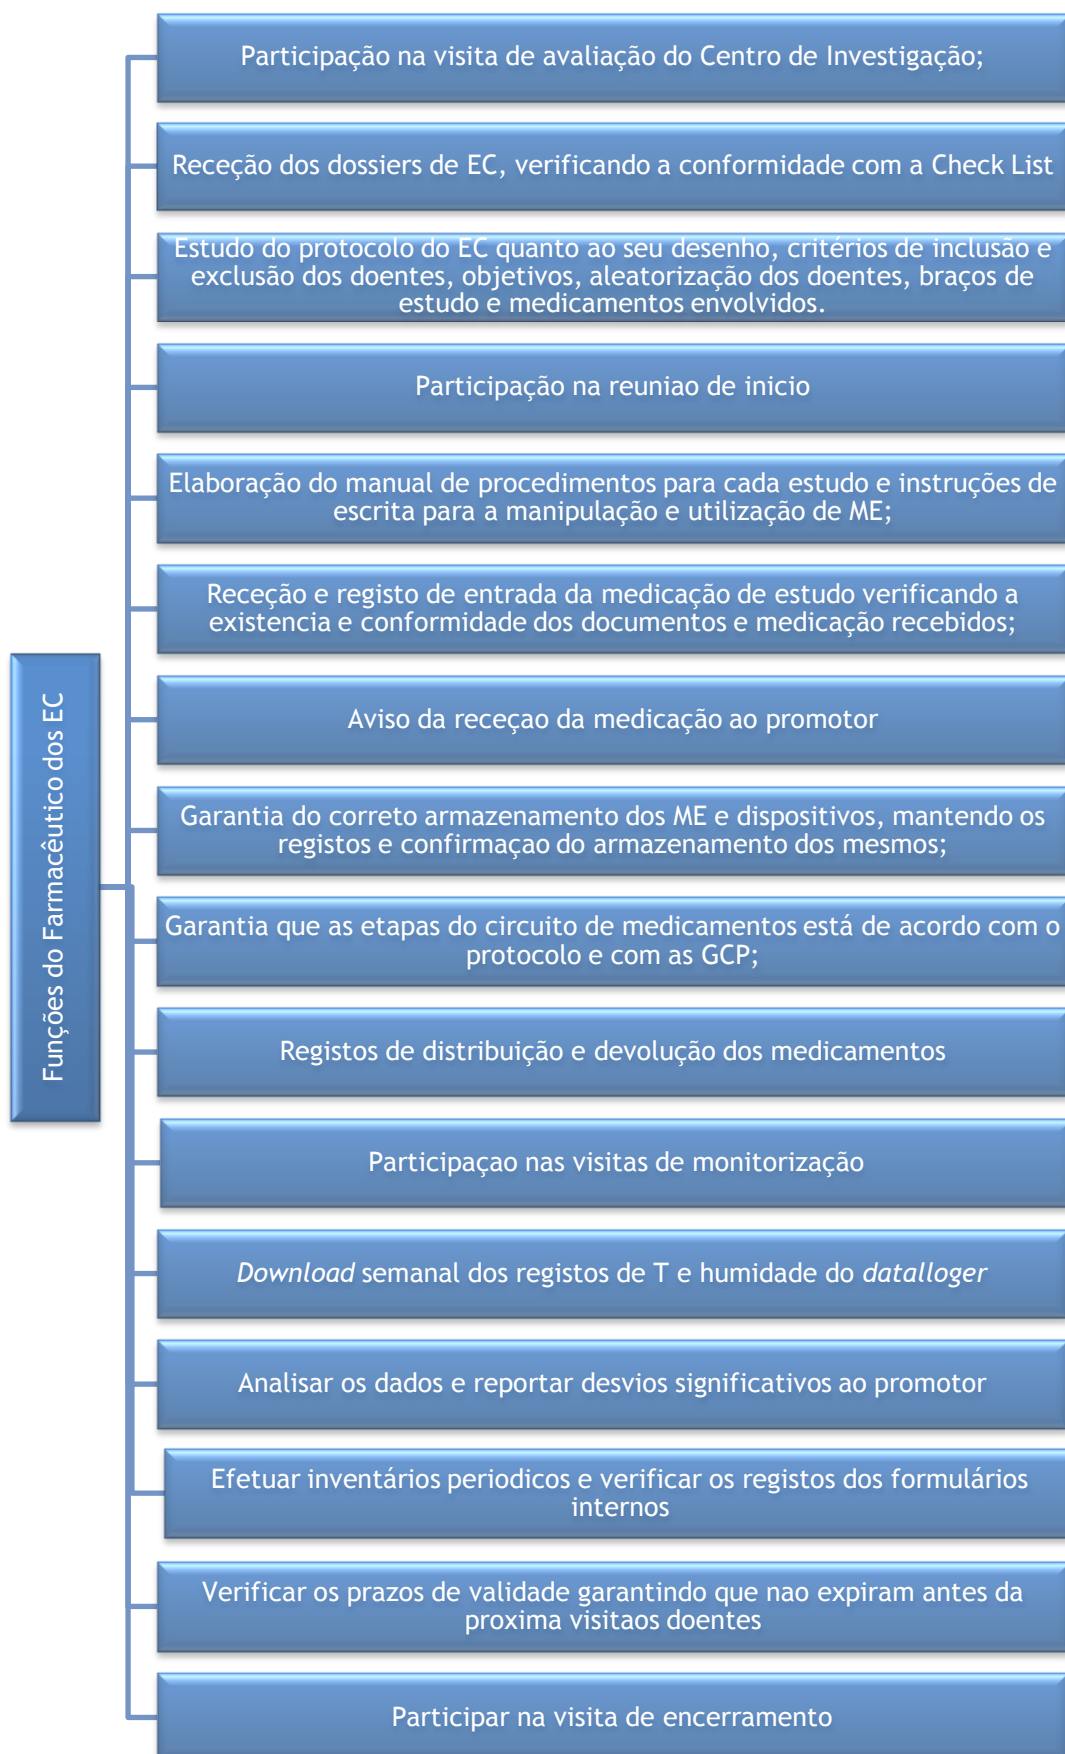 Funções do Farmacêutico dos EC
Participação na visita de avaliação do Centro de Investigação;
Receção dos dossiers de EC, verificando a conformidade com a Check List
Estudo do protocolo do EC quanto ao seu desenho, critérios de inclusão e
exclusão dos doentes, objetivos, aleatorização dos doentes, braços de
estudo e medicamentos envolvidos.
Participação na reuniao de inicio
Elaboração do manual de procedimentos para cada estudo e instruções de
escrita para a manipulação e utilização de ME;
Receção e registo de entrada da medicação de estudo verificando a
existencia e conformidade dos documentos e medicação recebidos;
Aviso da receçao da medicação ao promotor
Garantia do correto armazenamento dos ME e dispositivos, mantendo os
registos e confirmaçao do armazenamento dos mesmos;
Garantia que as etapas do circuito de medicamentos está de acordo com o
protocolo e com as GCP;
Registos de distribuição e devolução dos medicamentos
Participaçao nas visitas de monitorização
Download semanal dos registos de T e humidade do datalloger
Analisar os dados e reportar desvios significativos ao promotor
Efetuar inventários periodicos e verificar os registos dos formulários
internos
Verificar os prazos de validade garantindo que nao expiram antes da
proxima visitaos doentes
Participar na visita de encerramento